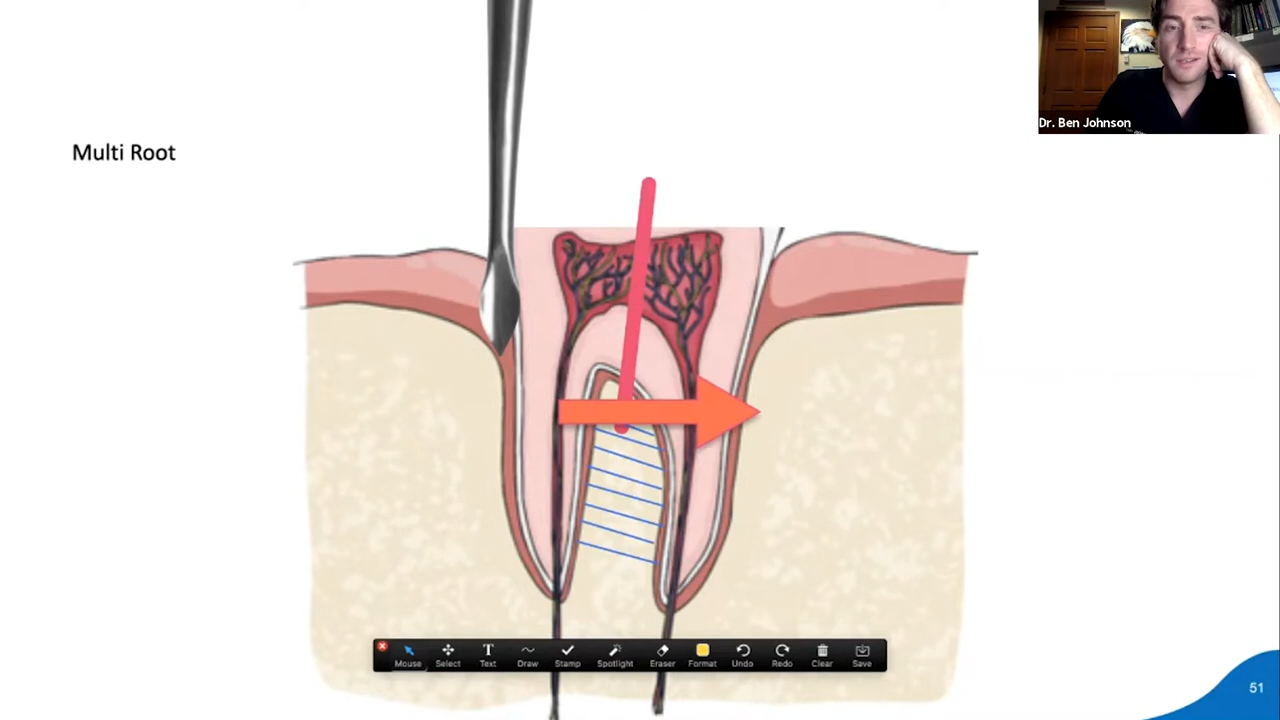 Dr. Ben Johnson
Multi Root
Mouse Select Text Draw Stamp Spotlight Eraser Format Undo Redo Clear Save
51